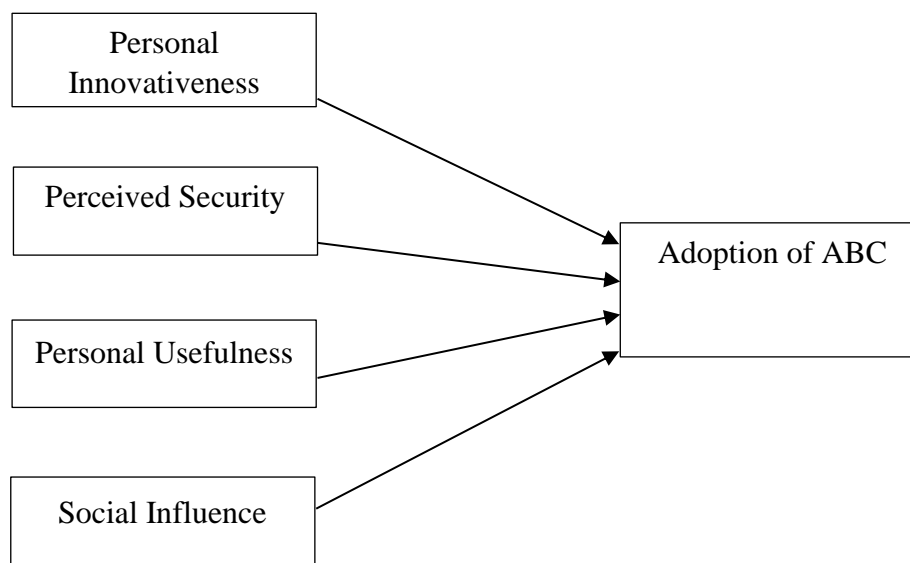 Personal
Innovativeness
Perceived Security
Adoption of ABC
Personal Usefulness
Social Influence